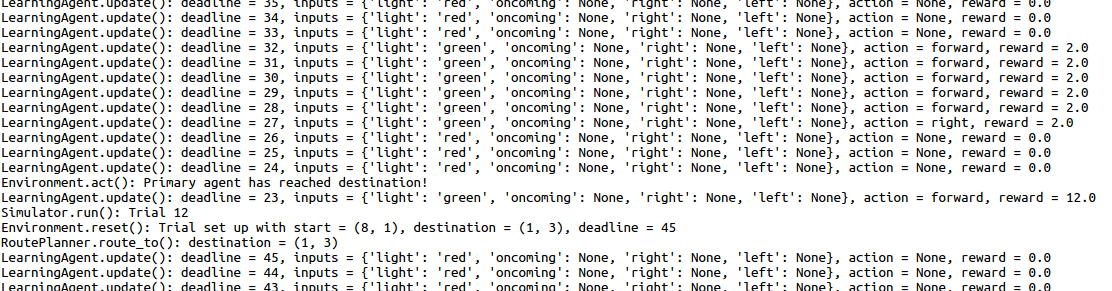 LearningAgent.update(): deadline = 35, inputs = {'light': 'red', 'oncoming': None, 'right': None, 'left': None}, action = None, reward = 0.0
LearningAgent.update(): deadline = 34, inputs = {'light': 'red', 'oncoming': None, 'right': None, 'left': None}, action = None, reward = 0.0
LearningAgent.update(): deadline = 33, inputs = {'light': 'red', 'oncoming': None, 'right': None, 'left': None}, action = None, reward = 0.0
LearningAgent.update(): deadline = 32, inputs = {'light': 'green', 'oncoming': None, 'right': None, 'left': None}, action = forward, reward = 2.0
LearningAgent.update(): deadline = 31, inputs = {'light': 'green', 'oncoming': None, 'right': None, 'left': None}, action = forward, reward = 2.0
LearningAgent.update(): deadline = 30, inputs = {'light': 'green', 'oncoming': None, 'right': None, 'left': None}, action = forward, reward = 2.0
LearningAgent.update(): deadline = 29, inputs = {'light': 'green', 'oncoming': None, 'right': None, 'left': None}, action = forward, reward = 2.0
LearningAgent.update(): deadline = 28, inputs = {'light': 'green', 'oncoming': None, 'right': None, 'left': None}, action = forward, reward = 2.0
LearningAgent.update(): deadline = 27, inputs = {'light': 'green', 'oncoming': None, 'right': None, 'left': None}, action = right, reward = 2.0
LearningAgent.update(): deadline = 26, inputs = {'light': 'red', 'oncoming': None, 'right': None, 'left': None}, action = None, reward = 0.0
LearningAgent.update(): deadline = 25, inputs = {'light': 'red', 'oncoming': None, 'right': None, 'left': None}, action = None, reward = 0.0
LearningAgent.update(): deadline = 24, inputs = {'light': 'red', 'oncoming': None, 'right': None, 'left': None}, action = None, reward = 0.0
Environment.act(): Primary agent has reached destination!
LearningAgent.update(): deadline = 23, inputs = {'light': 'green', 'oncoming': None, 'right': None, 'left': None}, action = forward, reward = 12.0
Simulator.run(): Trial 12
Environment.reset(): Trial set up with start = (8, 1), destination = (1, 3), deadline = 45
RoutePlanner.route_to(): destination = (1, 3)
LearningAgent.update(): deadline = 45, inputs = {'light': 'red', 'oncoming': None, 'right': None, 'left': None}, action = None, reward = 0.0
LearningAgent.update(): deadline = 44, inputs = {'light': 'red', 'oncoming': None, 'right': None, 'left': None}, action = None, reward = 0.0
LearningAgent.update(): deadline = 43, inputs = {'light': 'red', 'oncoming': None, 'right': None, 'left': None}, action = None, reward = 0.0